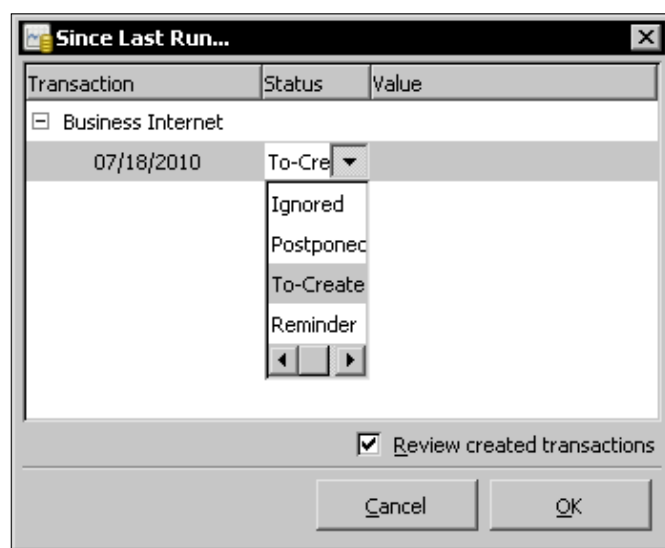 Since Last Run...
Transaction Status Value
Business Internet
07/18/2010 To-Cre
Ignored
Postponed
To-Create
Reminder
Review created transactions
Cancel OK